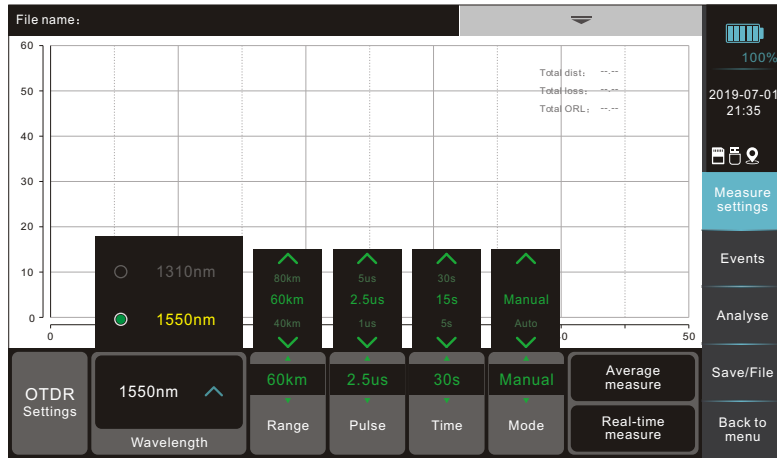 File name:
100%
2019-07-01
21:35
60
50
40
30
20
10
0
Total dist: --.--
Total loss: --.--
Total ORL: --.--
0
0
50
1310nm
1550nm
80km
60km
40km
5us
2.5us
1us
30s
15s
5s
Manual
Auto
OTDR
Settings
1550nm
Wavelength
60km
Range
2.5us
Pulse
30s
Time
Manual
Mode
Average
measure
Real-time
measure
Measure
settings
Events
Analyse
Save/File
Back to
menu